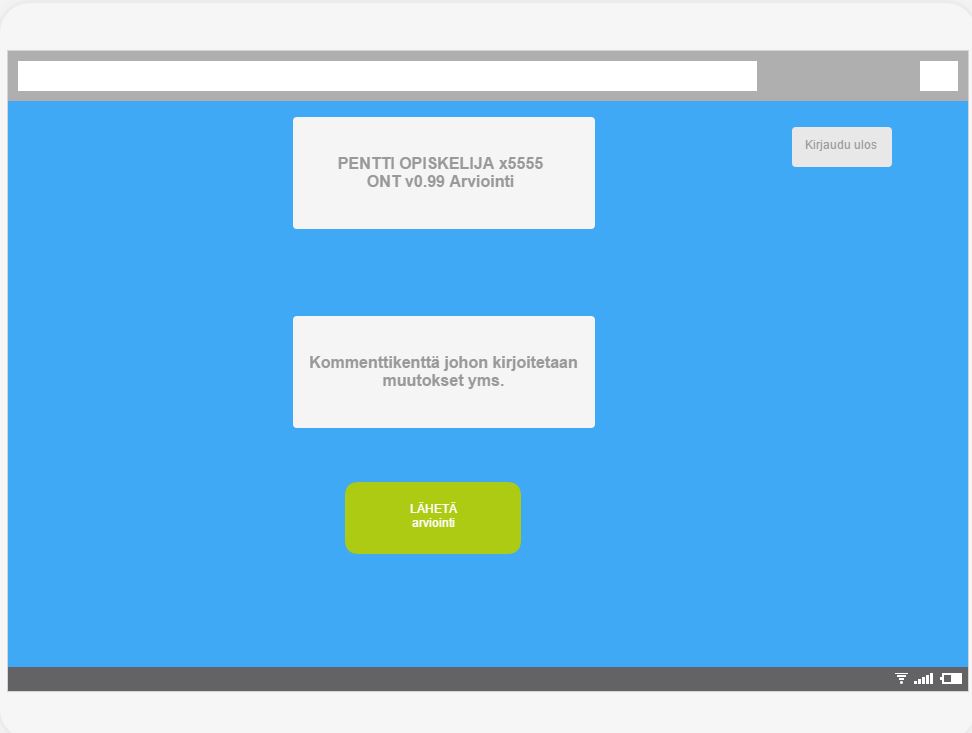 PENTTI OPISKELIJA x5555
ONT v0.99 Arviointi
Kirjaudu ulos
Kommenttikenttä johon kirjoitetaan
muutokset yms.
LÄHETÄ
arviointi